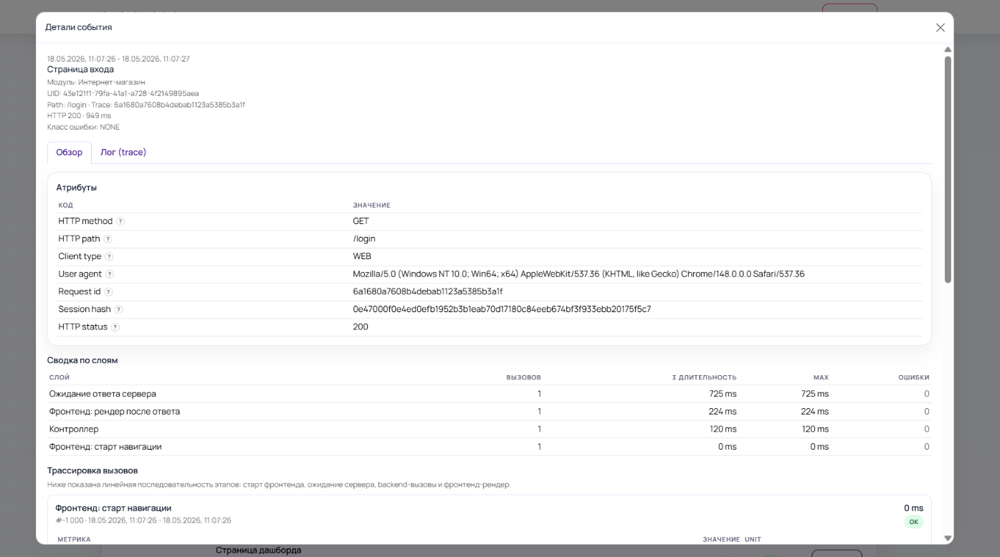 Детали события
18.05.2026, 11:07:26 - 18.05.2026, 11:07:27
Страница входа
Модуль: Интернет-магазин
UID: 43e121f1-79fa-41a1-a728-4f2149895aea
Path: /login · Trace: 6a1680a7608b4debab1123a5385b3a1f
HTTP 200 · 949 ms
Класс ошибки: NONE
Обзор Лог (trace)
Атрибуты
КОД ЗНАЧЕНИЕ
HTTP method ? GET
HTTP path ? /login
Client type ? WEB
User agent ? Mozilla/5.0 (Windows NT 10.0; Win64; x64) AppleWebKit/537.36 (KHTML, like Gecko) Chrome/148.0.0.0 Safari/537.36
Request id ? 6a1680a7608b4debab1123a5385b3a1f
Session hash ? 0e47000f0e4ed0efb1952b3b1eab70d17180c84eeb674bf3f933ebb20175f5c7
HTTP status ? 200
Сводка по слоям
СЛОЙ ВЫЗОВОВ Σ ДЛИТЕЛЬНОСТЬ MAX ОШИБКИ
Ожидание ответа сервера 1 725 ms 725 ms 0
Фронтенд: рендер после ответа 1 224 ms 224 ms 0
Контроллер 1 120 ms 120 ms 0
Фронтенд: старт навигации 1 0 ms 0 ms 0
Трассировка вызовов
Ниже показана линейная последовательность этапов: старт фронтенда, ожидание сервера, backend-вызовы и фронтенд-рендер.
Фронтенд: старт навигации 0 ms
#-1 000 · 18.05.2026, 11:07:26 - 18.05.2026, 11:07:26 OK
МЕТРИКА ЗНАЧЕНИЕ UNIT
Страница дашборда